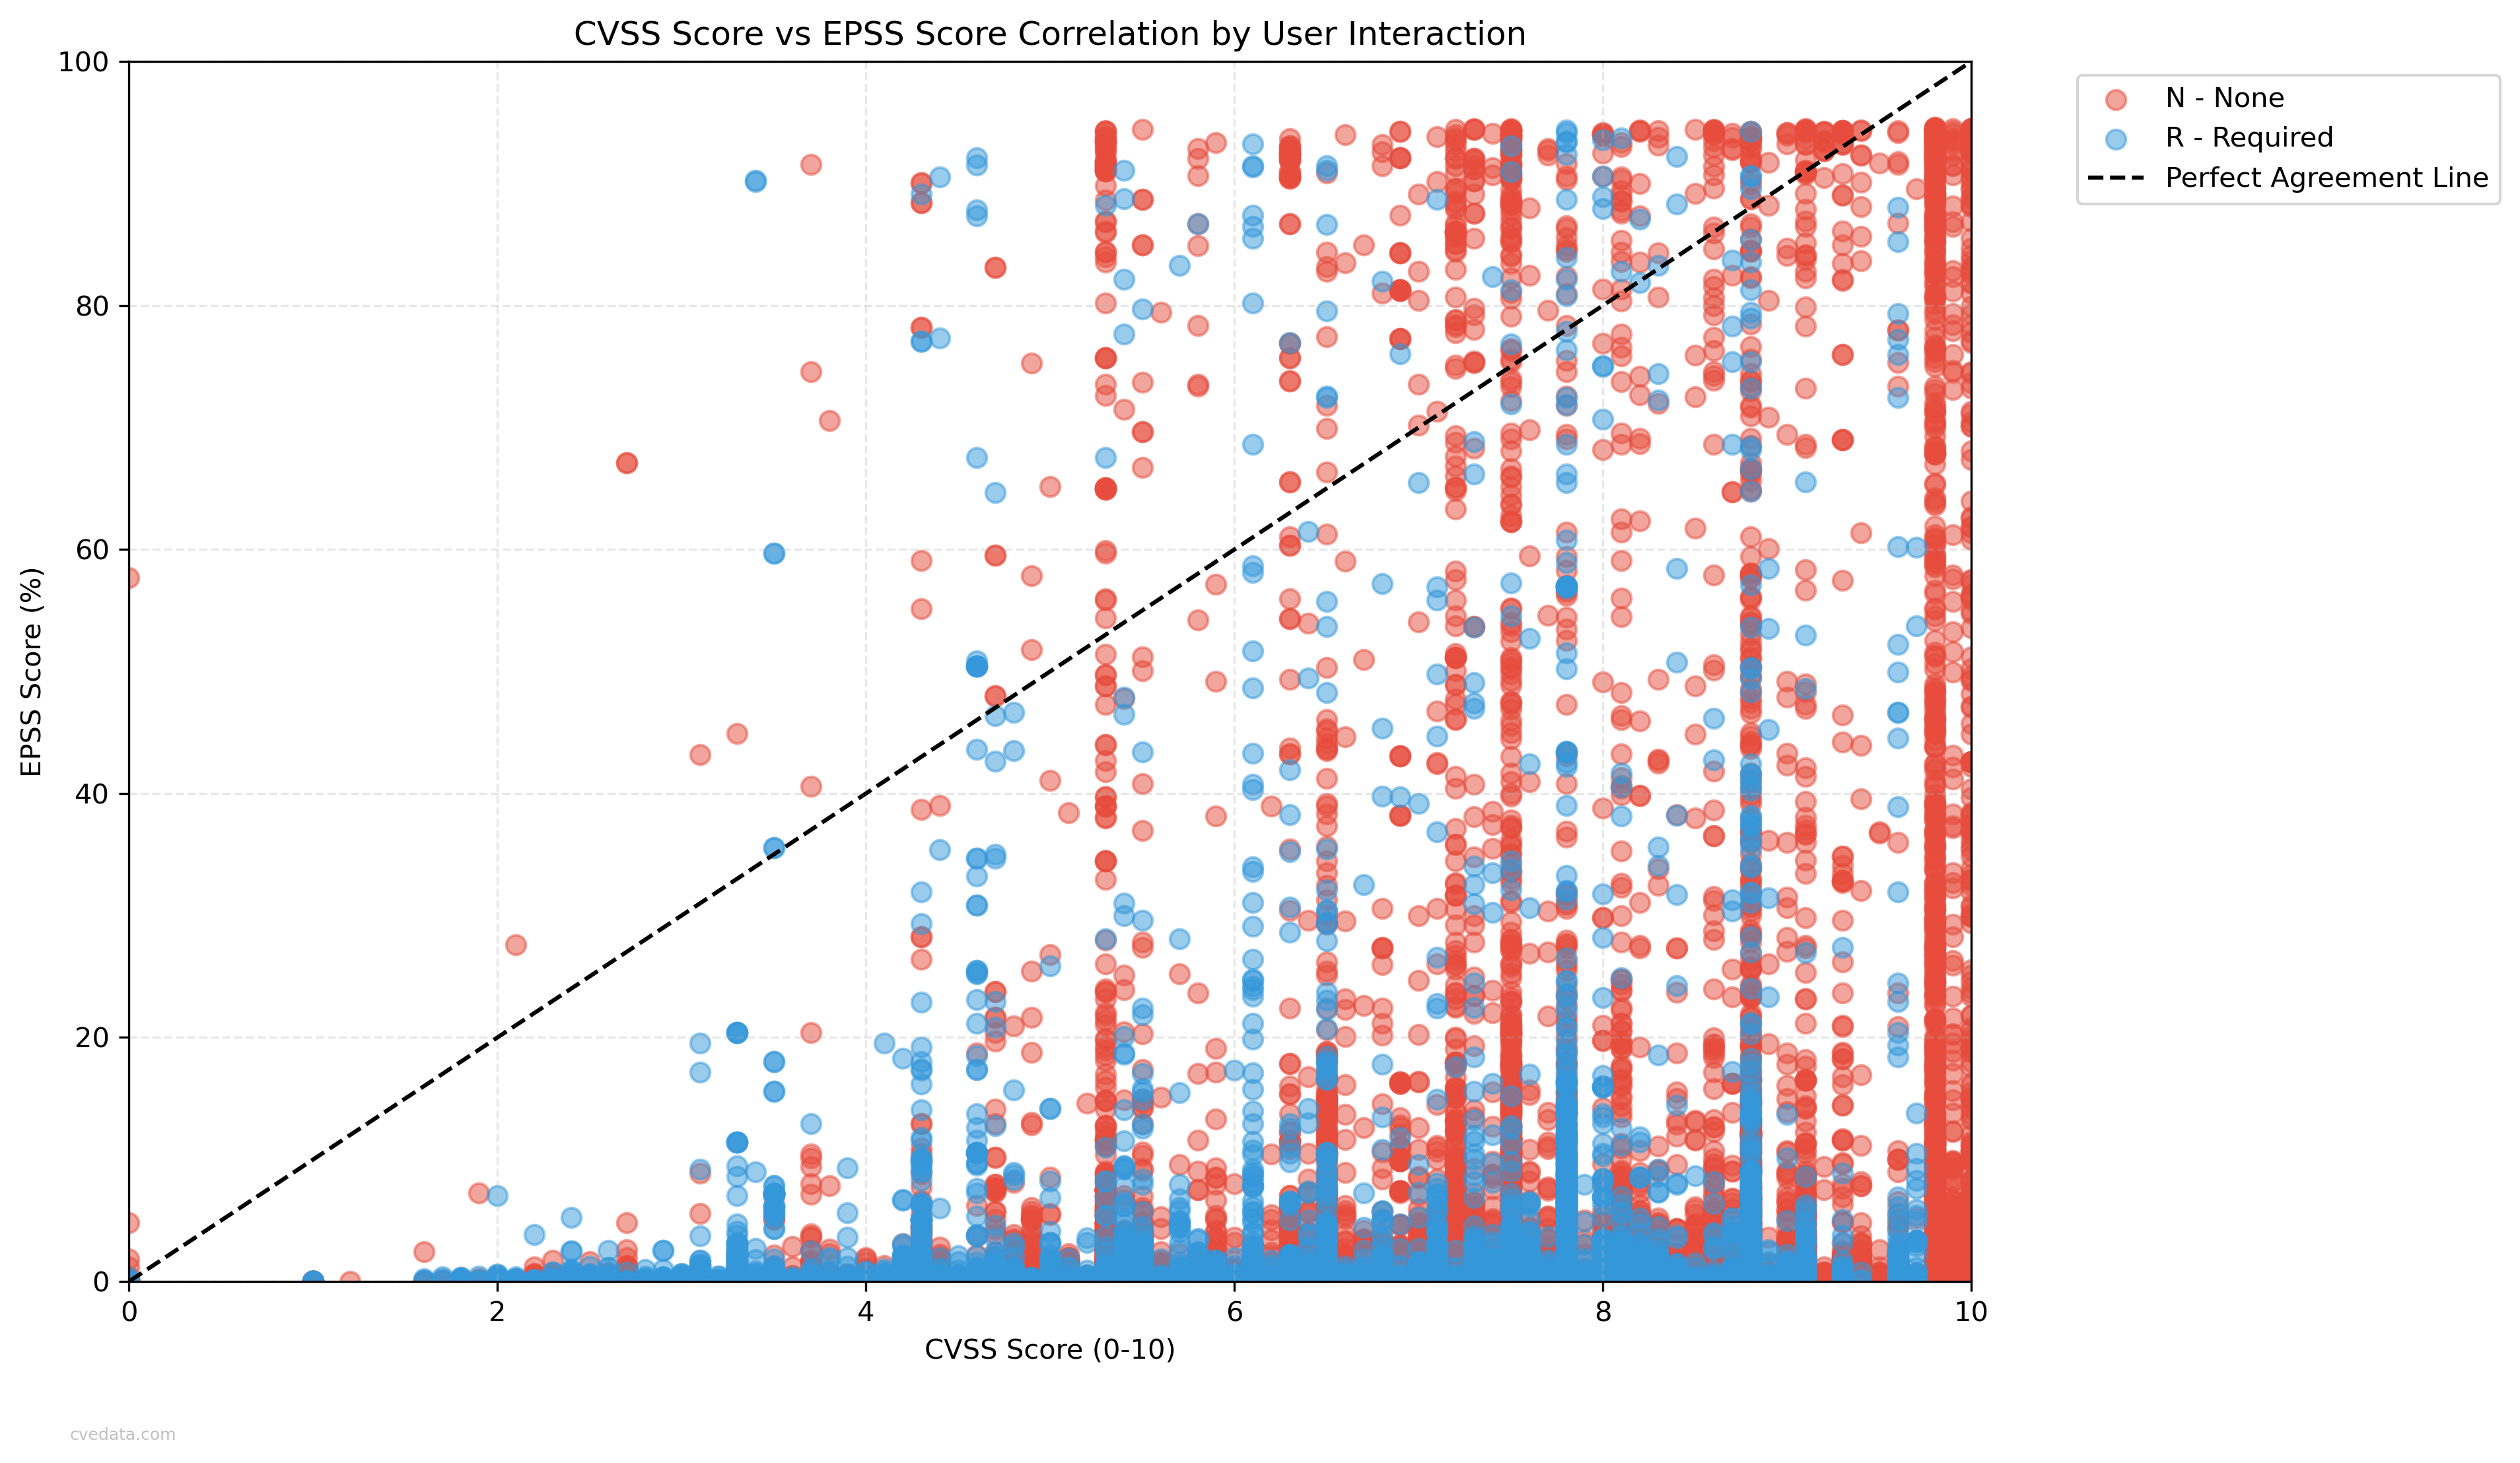 CVSS Score vs EPSS Score Correlation by User Interaction
N - None
R - Required
Perfect Agreement Line
EPSS Score (%)
100
80
60
40
20
0
0 2 4 6 8 10
CVSS Score (0-10)
cvedata.com